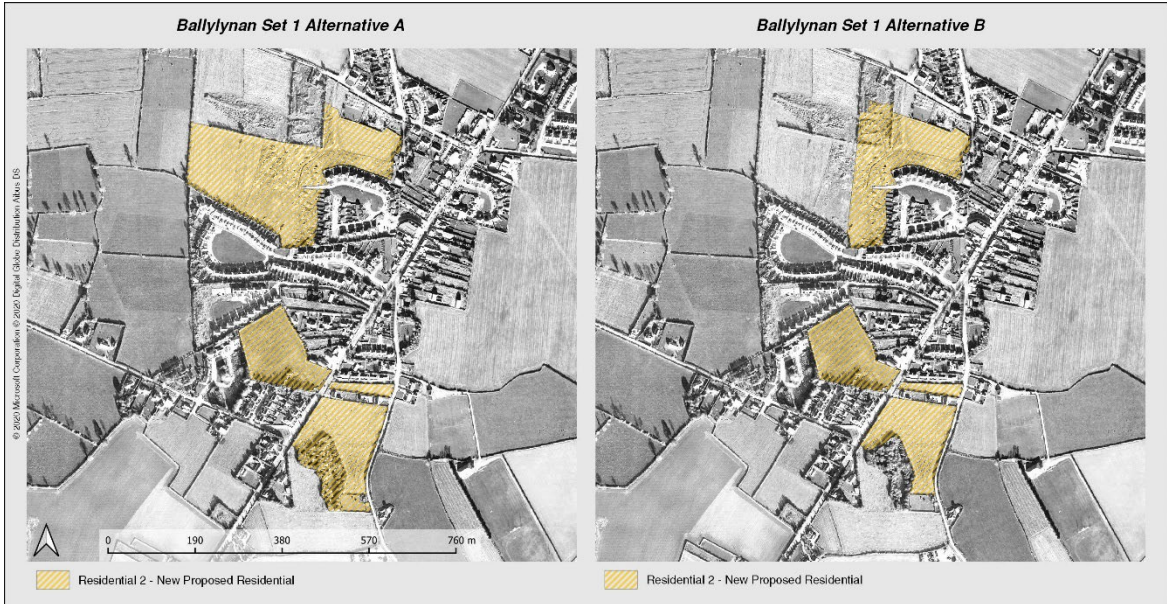 Ballylynan Set 1 Alternative A
Ballylynan Set 1 Alternative B
© 2020 Microsoft Corporation © 2020 Digital Globe Distribution Aibus DS
0 190 380 570 760 m
Residential 2 - New Proposed Residential
Residential 2 - New Proposed Residential